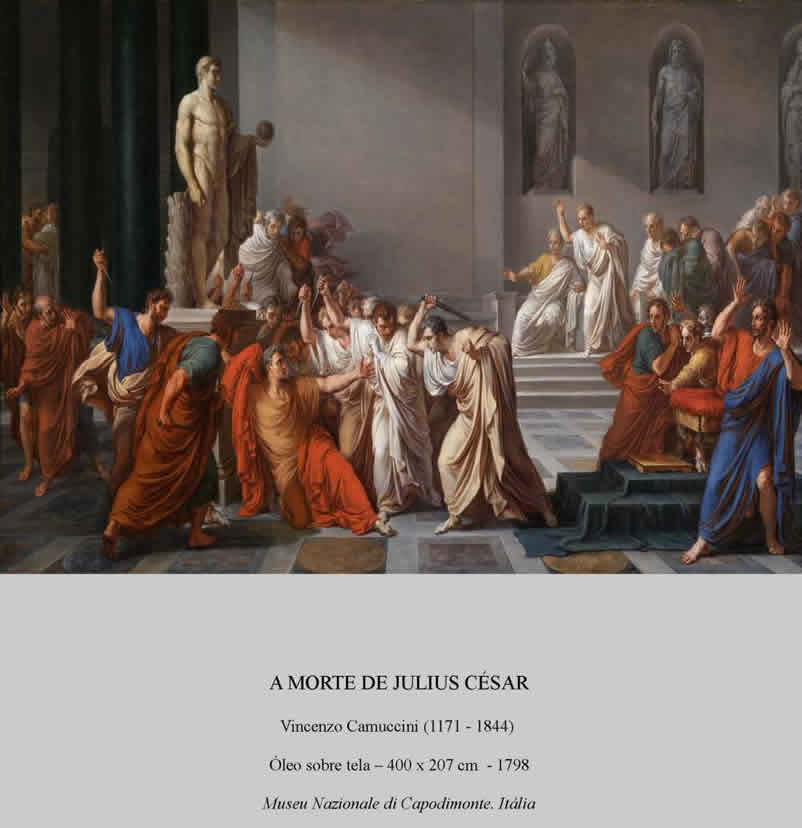 A MORTE DE JULIUS CÉSAR
Vincenzo Camuccini (1171 - 1844)
Óleo sobre tela – 400 x 207 cm - 1798
Museu Nazionale di Capodimonte. Itália